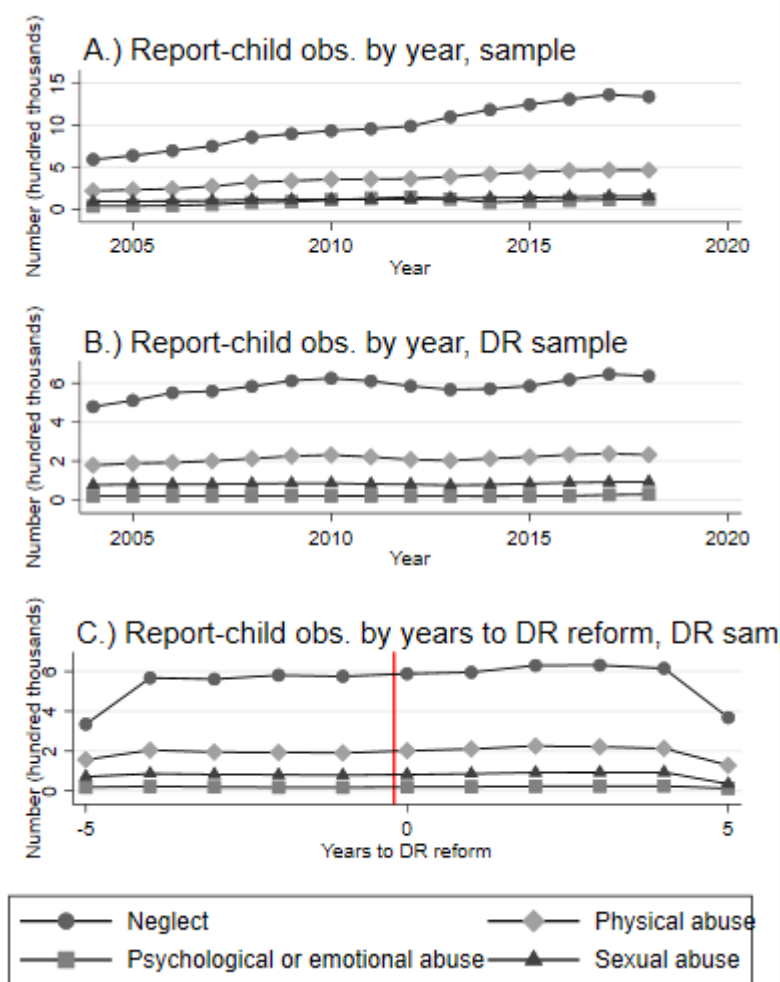 A.) Report-child obs. by year, sample
Number (hundred thousands)
15
10
5
0
2005 2010 2015 2020
Year
B.) Report-child obs. by year, DR sample
Number (hundred thousands)
6
4
2
0
2005 2010 2015 2020
Year
C.) Report-child obs. by years to DR reform, DR sam
Number (hundred thousands)
6
4
2
0
-5 0 5
Years to DR reform
Neglect Physical abuse
Psychological or emotional abuse Sexual abuse